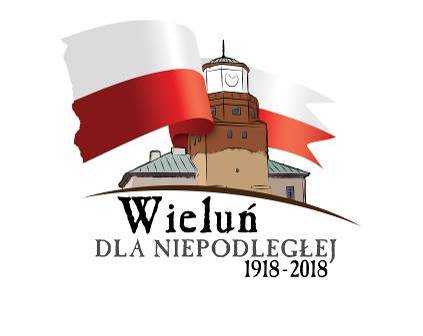 Wieluń
DLA NIEPODLEGŁEJ
1918-2018